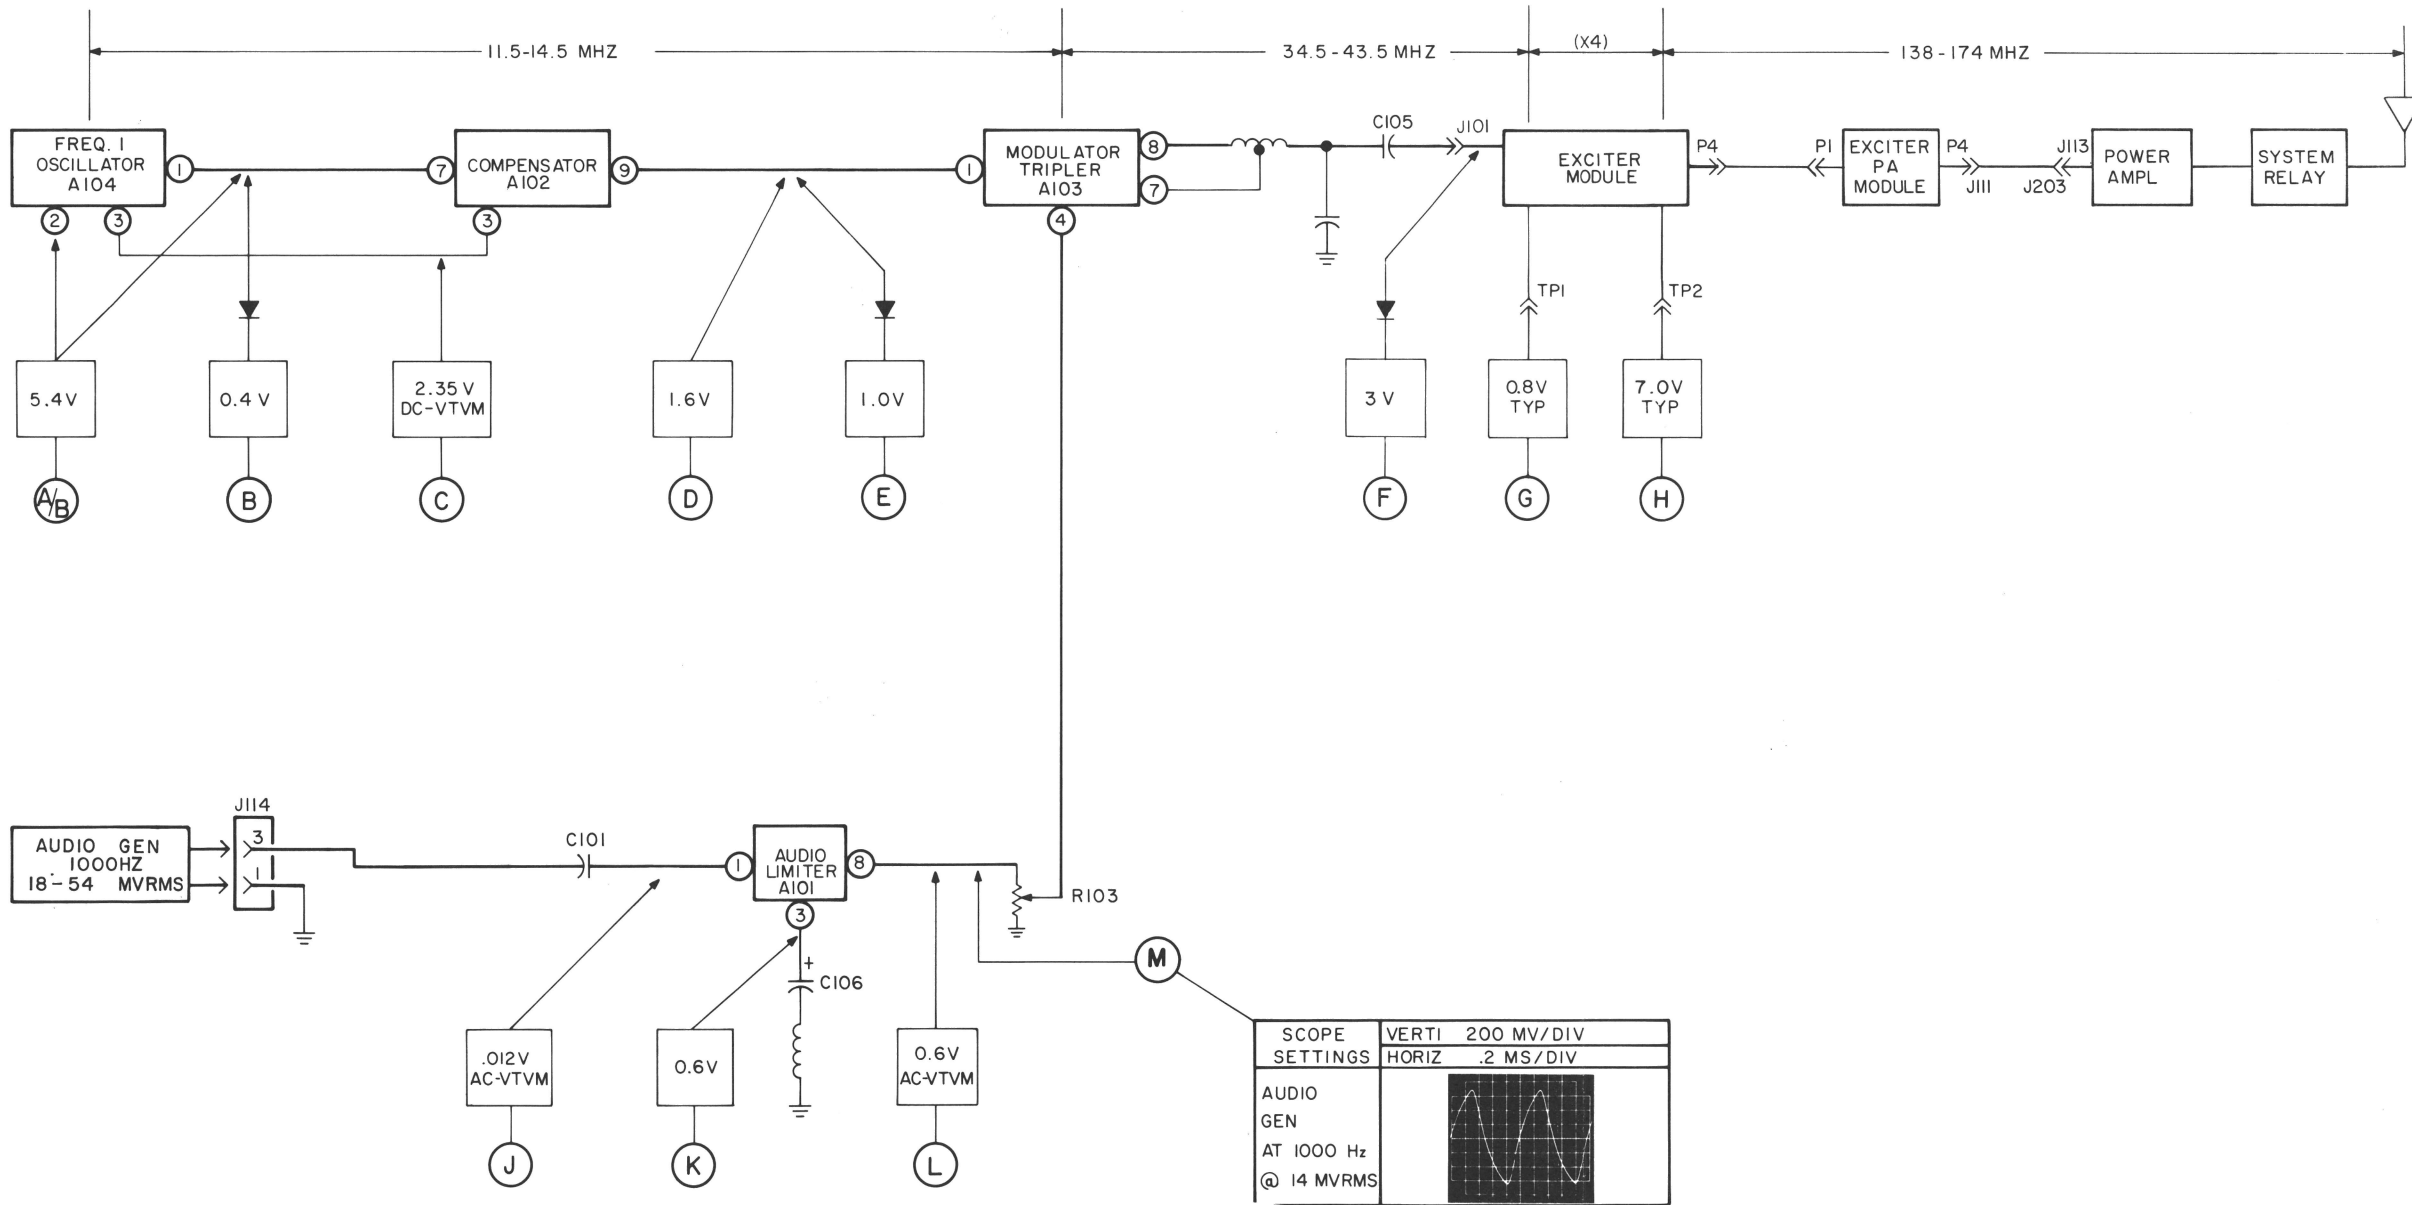 11.5-14.5 MHZ
34.5-43.5 MHZ
(X4)
138-174 MHZ
FREQ. 1
OSCILLATOR
A104
1
2
3
7
COMPENSATOR
A102
9
3
1
MODULATOR
TRIPLER
A103
8
7
4
C105
J101
EXCITER
MODULE
P4
P1
EXCITER
PA
MODULE
P4
J111
J113
J203
POWER
AMPL
SYSTEM
RELAY
TP1
TP2
5.4V
0.4 V
2.35 V
DC-VTVM
1.6V
1.0V
3 V
0.8V
TYP
7.0V
TYP
A/B
B
C
D
E
F
G
H
AUDIO GEN
1000HZ
18-54 MVRMS
J114
3
1
C101
1
AUDIO
LIMITER
A101
8
3
R103
C106
+
M
.012V
AC-VTVM
0.6V
0.6V
AC-VTVM
J
K
L
SCOPE
SETTINGS
VERTI 200 MV/DIV
HORIZ .2 MS/DIV
AUDIO
GEN
AT 1000 Hz
@ 14 MVRMS